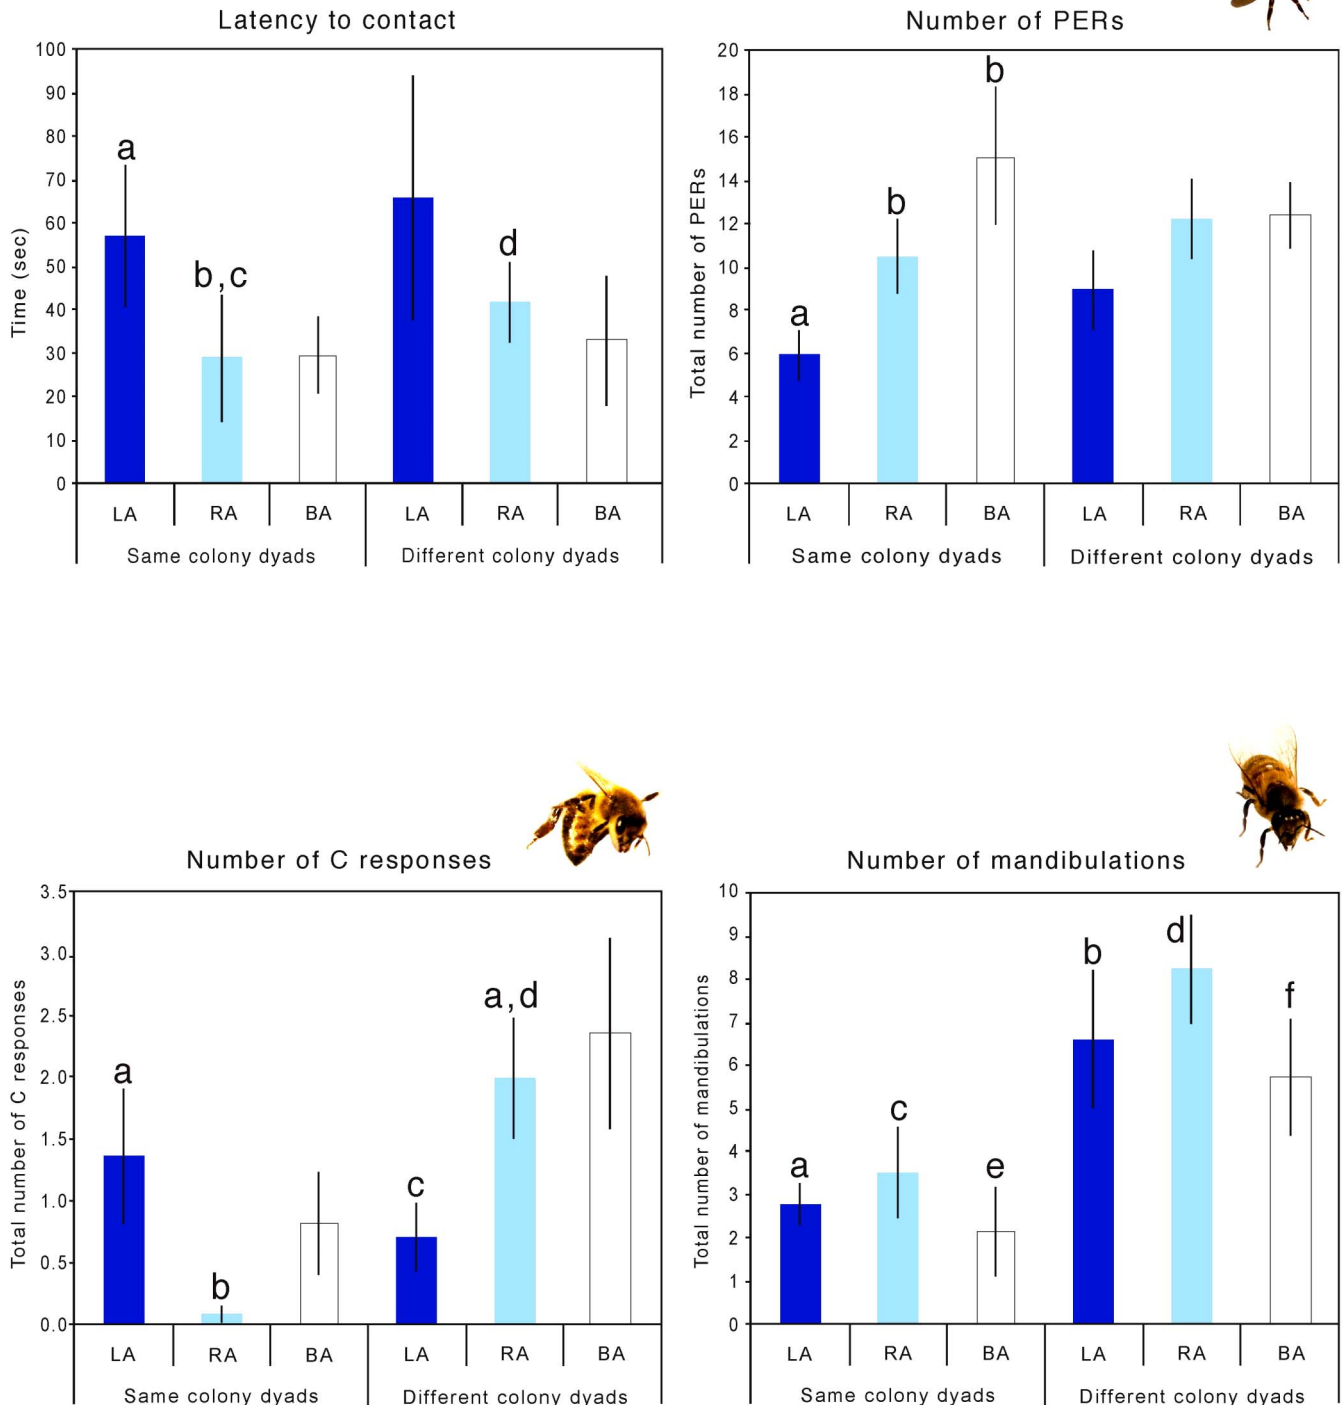 Latency to contact
100
90
80
70
60
50
40
30
20
10
0
Time (sec)
a
b,c
d
LA RA BA LA RA BA
Same colony dyads Different colony dyads
Number of PERs
20
18
16
14
12
10
8
6
4
2
0
Total number of PERs
a
b
b
LA RA BA LA RA BA
Same colony dyads Different colony dyads
Number of C responses
3.5
3.0
2.5
2.0
1.5
1.0
0.5
0.0
Total number of C responses
a
b
c
a,d
LA RA BA LA RA BA
Same colony dyads Different colony dyads
Number of mandibulations
10
9
8
7
6
5
4
3
2
1
0
Total number of mandibulations
a
c
e
b
d
f
LA RA BA LA RA BA
Same colony dyads Different colony dyads